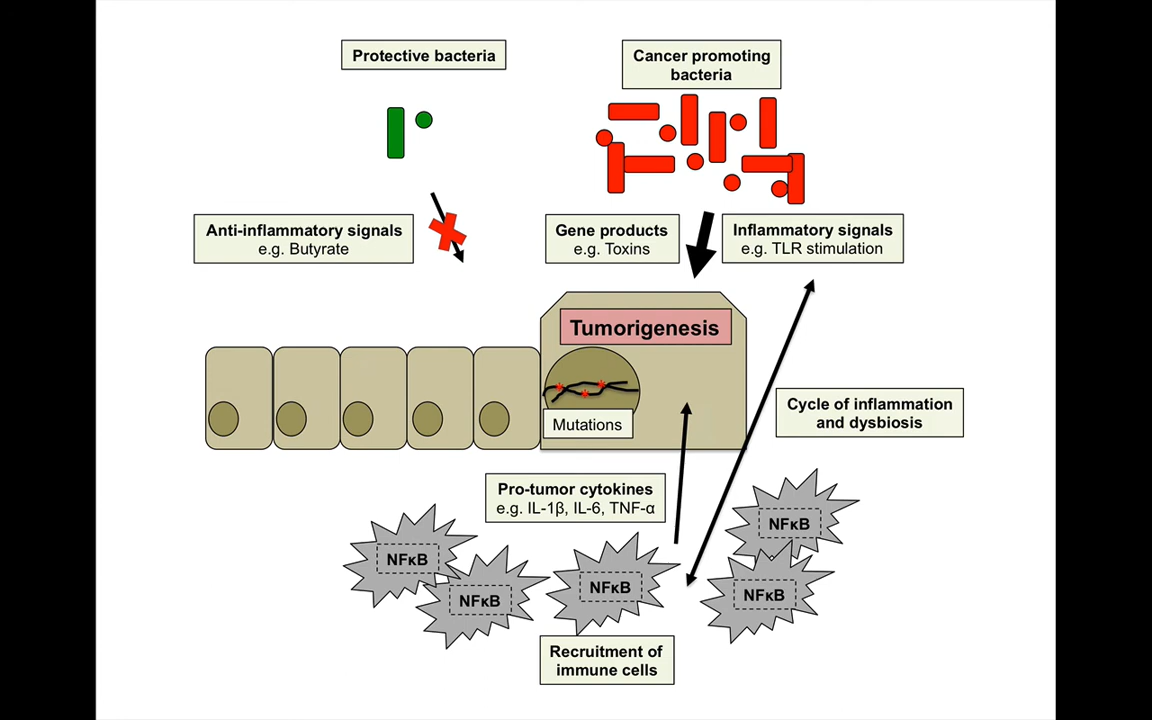 Protective bacteria
Cancer promoting
bacteria
Anti-inflammatory signals
e.g. Butyrate
Gene products
e.g. Toxins
Inflammatory signals
e.g. TLR stimulation
Tumorigenesis
Mutations
Cycle of inflammation
and dysbiosis
Pro-tumor cytokines
e.g. IL-1β, IL-6, TNF-α
NFκB
NFκB
NFκB
NFκB
NFκB
Recruitment of
immune cells